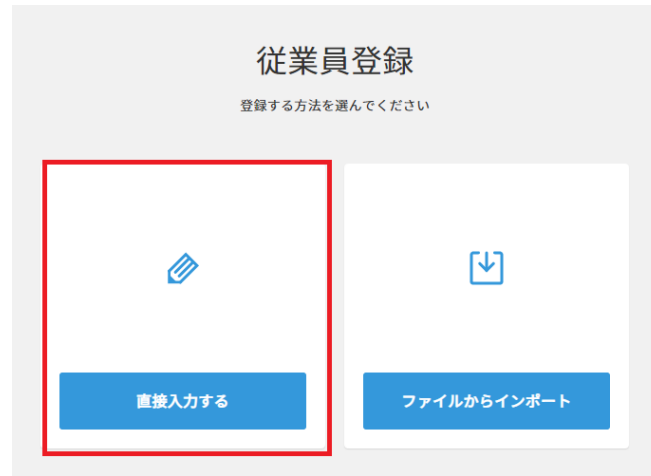 従業員登録
登録する方法を選んでください
直接入力する
ファイルからインポート